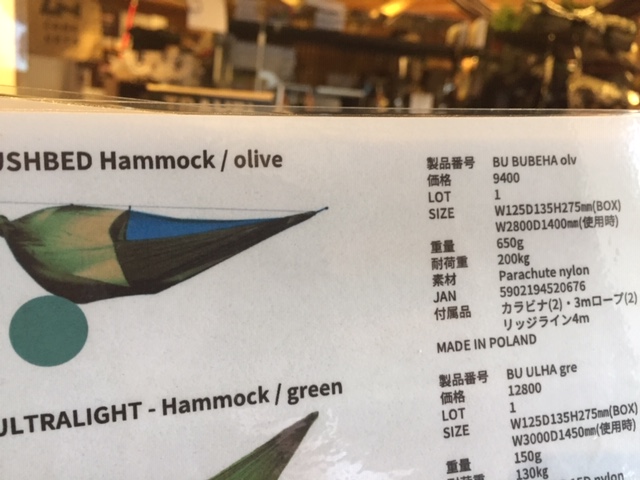 USHBED Hammock / olive
製品番号 BU BUBEHA olv
価格 9400
LOT 1
SIZE W125D135H275㎜(BOX)
W2800D1400㎜(使用時)
重量 650g
耐荷重 200kg
素材 Parachute nylon
JAN 5902194520676
付属品 カラビナ(2)・3mロープ(2)
リッジライン4m
MADE IN POLAND
ULTRALIGHT - Hammock / green
製品番号 BU ULHA gre
価格 12800
LOT 1
SIZE W125D135H275㎜(BOX)
W3000D1450㎜(使用時)
重量 150g
耐荷重 130kg
nylon